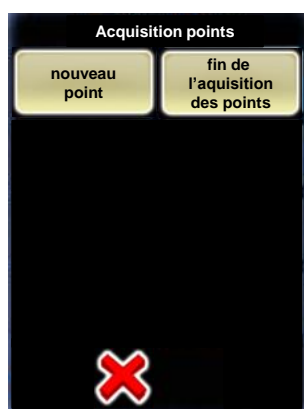 Acquisition points
nouveau
point
fin de
l'aquisition
des points